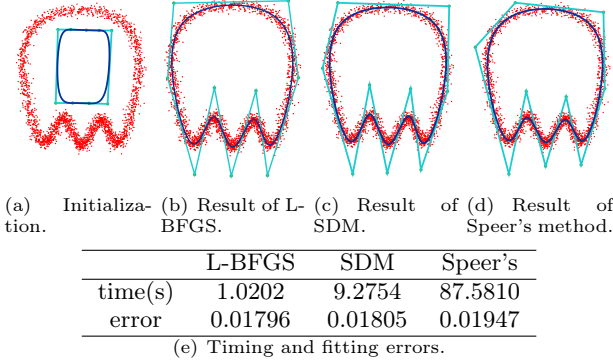 (a) Initializa- (b) Result of L- (c) Result of (d) Result of
tion. BFGS. SDM. Speer's method.
L-BFGS SDM Speer's
time(s) 1.0202 9.2754 87.5810
error 0.01796 0.01805 0.01947
(e) Timing and fitting errors.